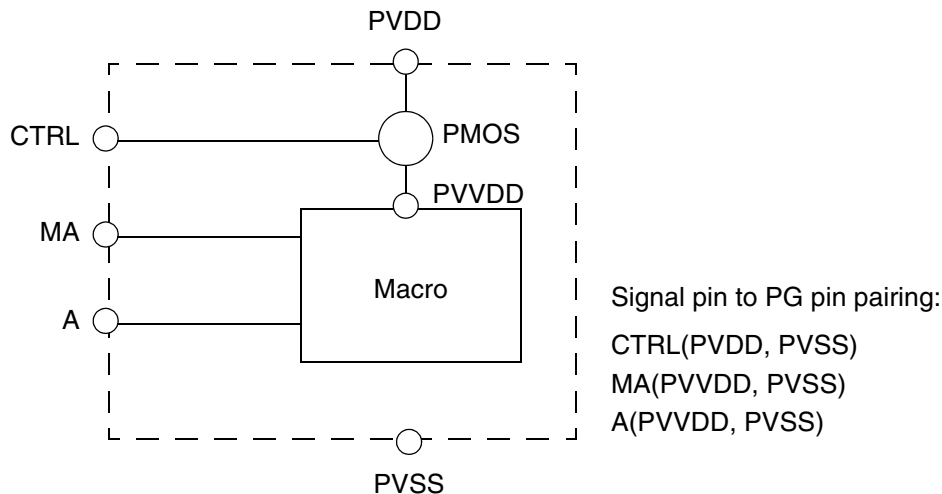 PVDD
CTRL
PMOS
PVVDD
MA
Macro
A
Signal pin to PG pin pairing:
CTRL(PVDD, PVSS)
MA(PVVDD, PVSS)
A(PVVDD, PVSS)
PVSS